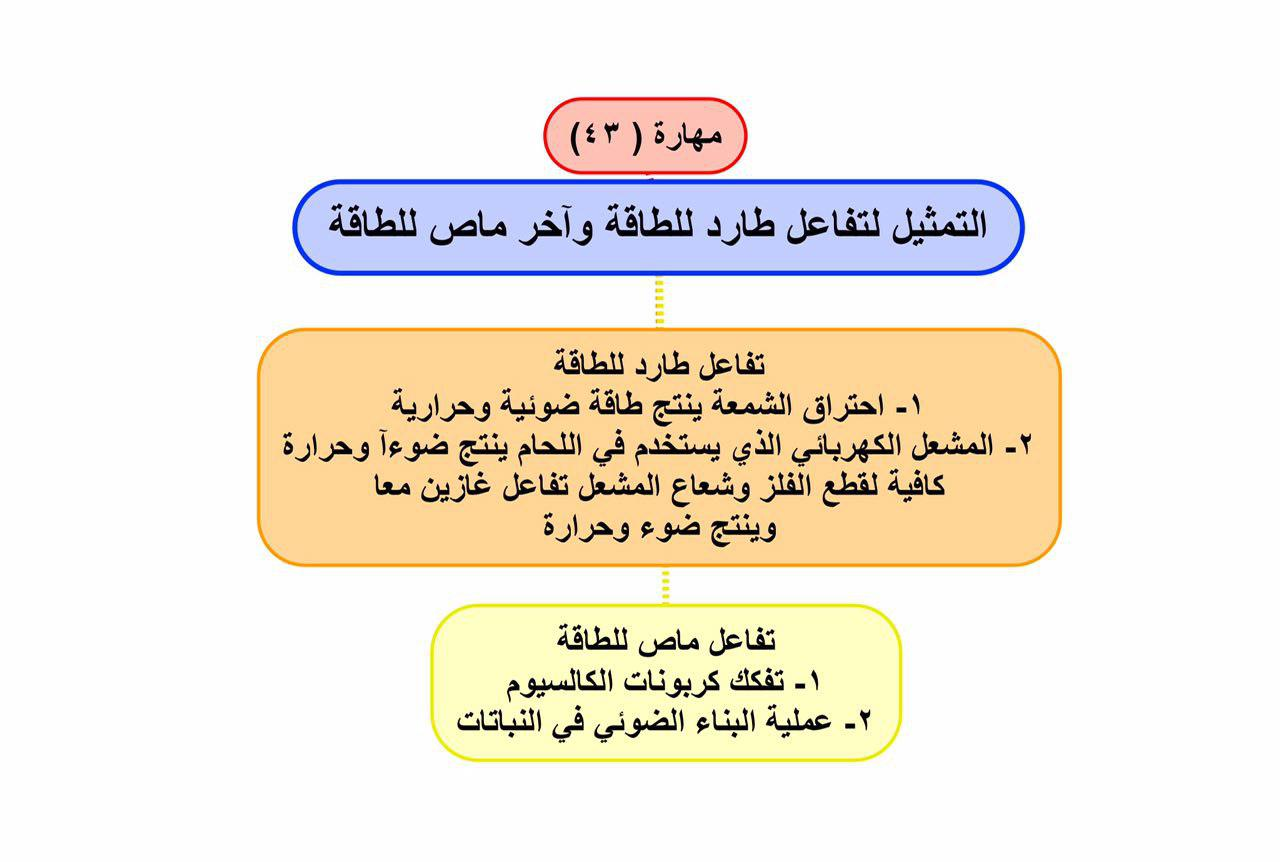 مهارة ( ٤٣)
التمثيل لتفاعل طارد للطاقة وآخر ماص للطاقة
تفاعل طارد للطاقة
١- احتراق الشمعة ينتج طاقة ضوئية وحرارية
٢- المشعل الكهربائي الذي يستخدم في اللحام ينتج ضوءآ وحرارة
كافية لقطع الفلز وشعاع المشعل تفاعل غازين معا
وينتج ضوء وحرارة
تفاعل ماص للطاقة
١- تفكك كربونات الكالسيوم
٢- عملية البناء الضوئي في النباتات